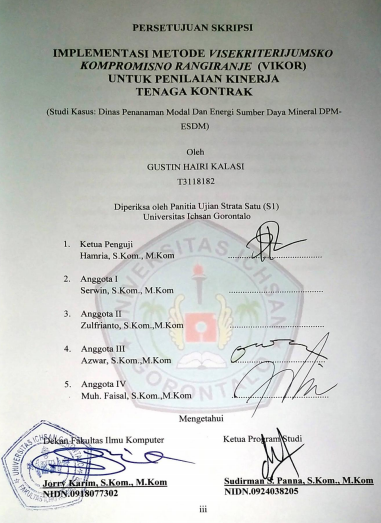 PERSETUJUAN SKRIPSI
IMPLEMENTASI METODE VISEKRITERIJUMSKO
KOMPROMISNO RANGIRANJE (VIKOR)
UNTUK PENILAIAN KINERJA
TENAGA KONTRAK
(Studi Kasus: Dinas Penanaman Modal Dan Energi Sumber Daya Mineral DPM-
ESDM)
Oleh
GUSTIN HAIRI KALASI
T3118182
Diperiksa oleh Panitia Ujian Strata Satu (S1)
Universitas Ichsan Gorontalo
1. Ketua Penguji
Hamria, S.Kom., M.Kom
2. Anggota I
Serwin, S.Kom., M.Kom
3. Anggota II
Zulfrianto, S.Kom.,M.Kom
4. Anggota III
Azwar, S.Kom.,M.Kom
5. Anggota IV
Muh. Faisal, S.Kom.,M.Kom
UNIVERSITAS ICHSAN
GORONTALO
Mengetahui
Dekan Fakultas Ilmu Komputer
Ketua Program Studi
Jorry Karim, S.Kom., M.Kom
NIDN.0918077302
Sudirman S. Panna, S.Kom., M.Kom
NIDN.0924038205
iii